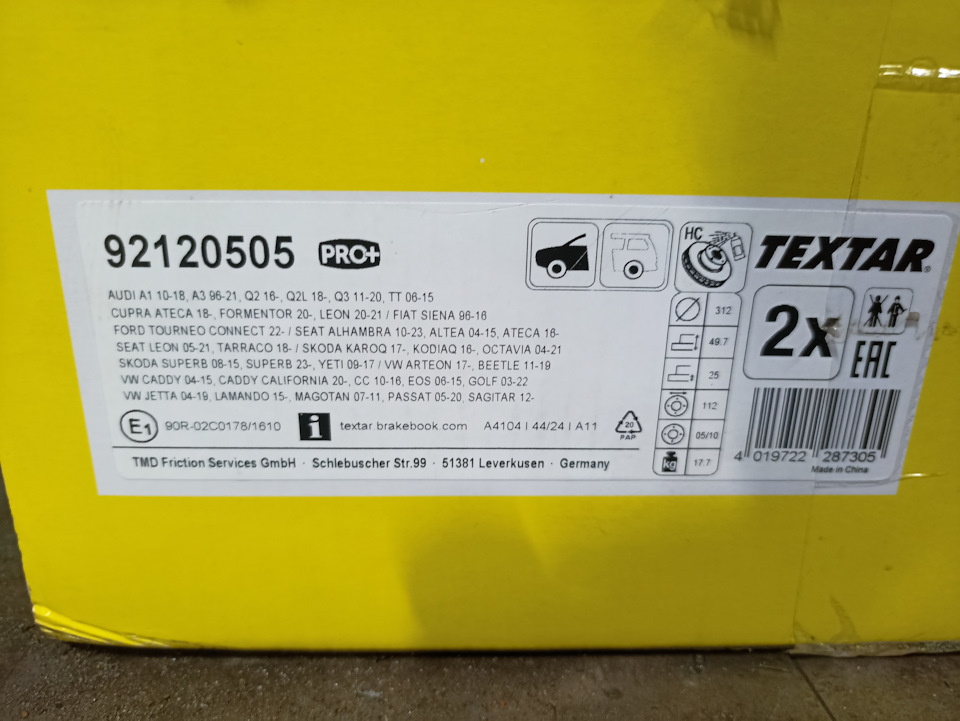 92120505 PRO+
HC
TEXTAR
AUDI A1 10-18, A3 96-21, Q2 16-, Q2L 18-, Q3 11-20, TT 06-15
CUPRA ATECA 18-, FORMENTOR 20-, LEON 20-21 / FIAT SIENA 96-16
FORD TOURNEO CONNECT 22- / SEAT ALHAMBRA 10-23, ALTEA 04-15, ATECA 16-
SEAT LEON 05-21, TARRACO 18- / SKODA KAROQ 17-, KODIAQ 16-, OCTAVIA 04-21
SKODA SUPERB 08-15, SUPERB 23-, YETI 09-17 / VW ARTEON 17-, BEETLE 11-19
VW CADDY 04-15, CADDY CALIFORNIA 20-, CC 10-16, EOS 06-15, GOLF 03-22
VW JETTA 04-19, LAMANDO 15-, MAGOTAN 07-11, PASSAT 05-20, SAGITAR 12-
E1 90R-02C0178/1610 i textar.brakebook.com A4104 | 44/24 | A11
20
PAP
TMD Friction Services GmbH · Schlebuscher Str.99 · 51381 Leverkusen · Germany
312
49.7
25
112
05/10
kg 17.7
2x
EAC
4 019722 287305
Made in China